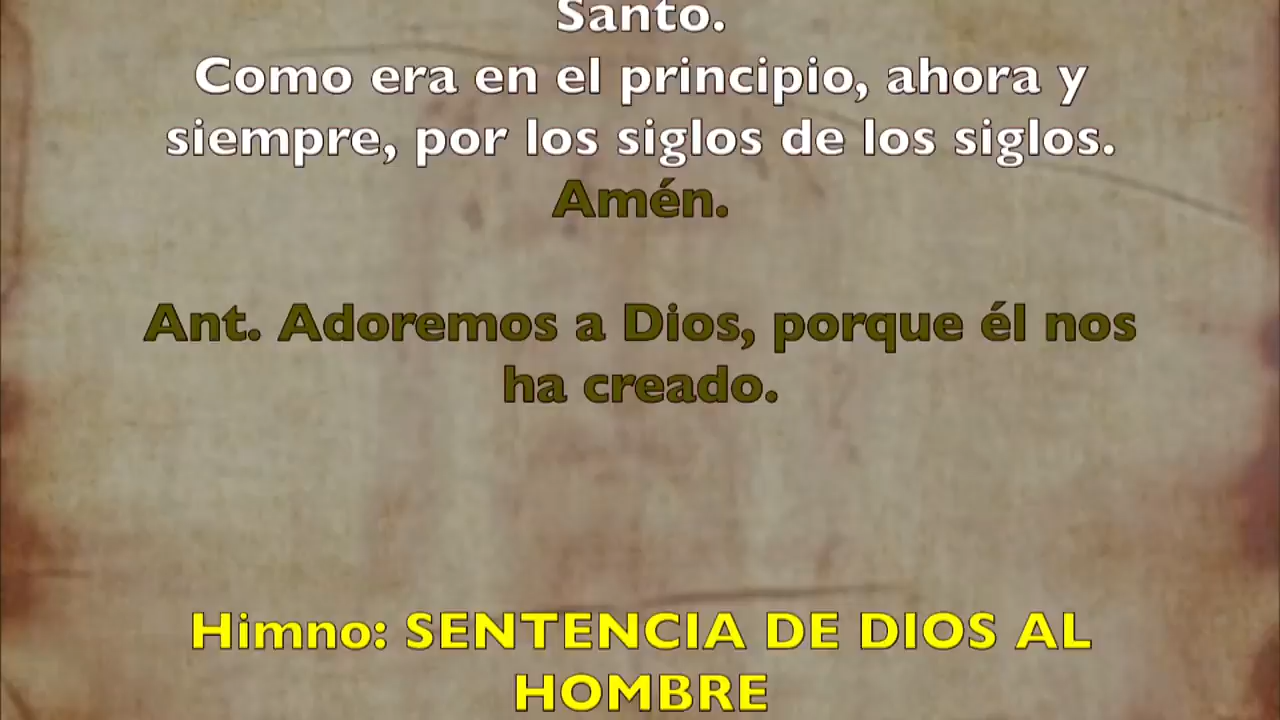 Santo.
Como era en el principio, ahora y
siempre, por los siglos de los siglos.
Amén.
Ant. Adoremos a Dios, porque él nos
ha creado.
Himno: SENTENCIA DE DIOS AL
HOMBRE